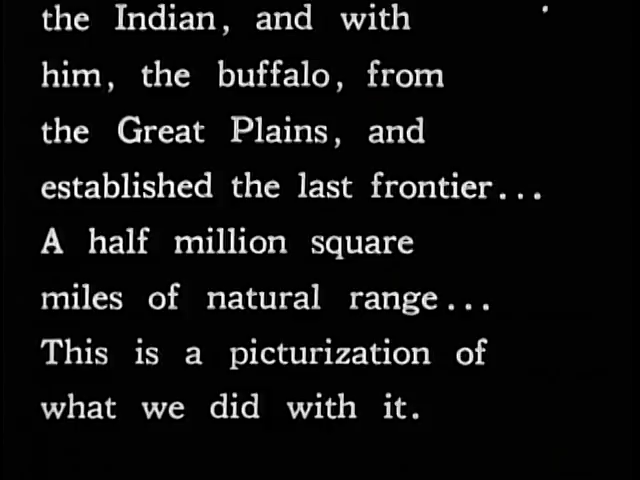 the Indian, and with
him, the buffalo, from
the Great Plains, and
established the last frontier...
A half million square
miles of natural range...
This is a picturization of
what we did with it.